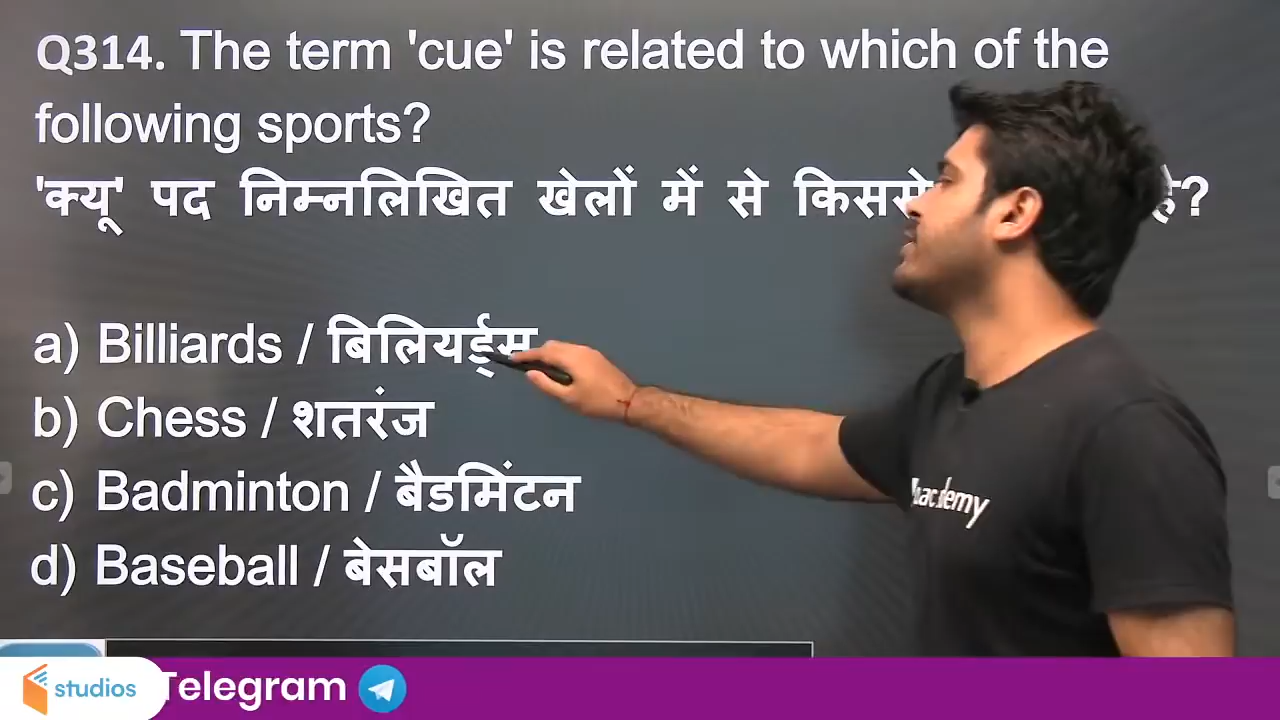 Q314. The term 'cue' is related to which of the
following sports?
'क्यू' पद निम्नलिखित खेलों में से है?
a) Billiards / बिलियर्ड्स
b) Chess / शतरंज
c) Badminton / बैडमिंटन
d) Baseball / बेसबॉल
studios Telegram